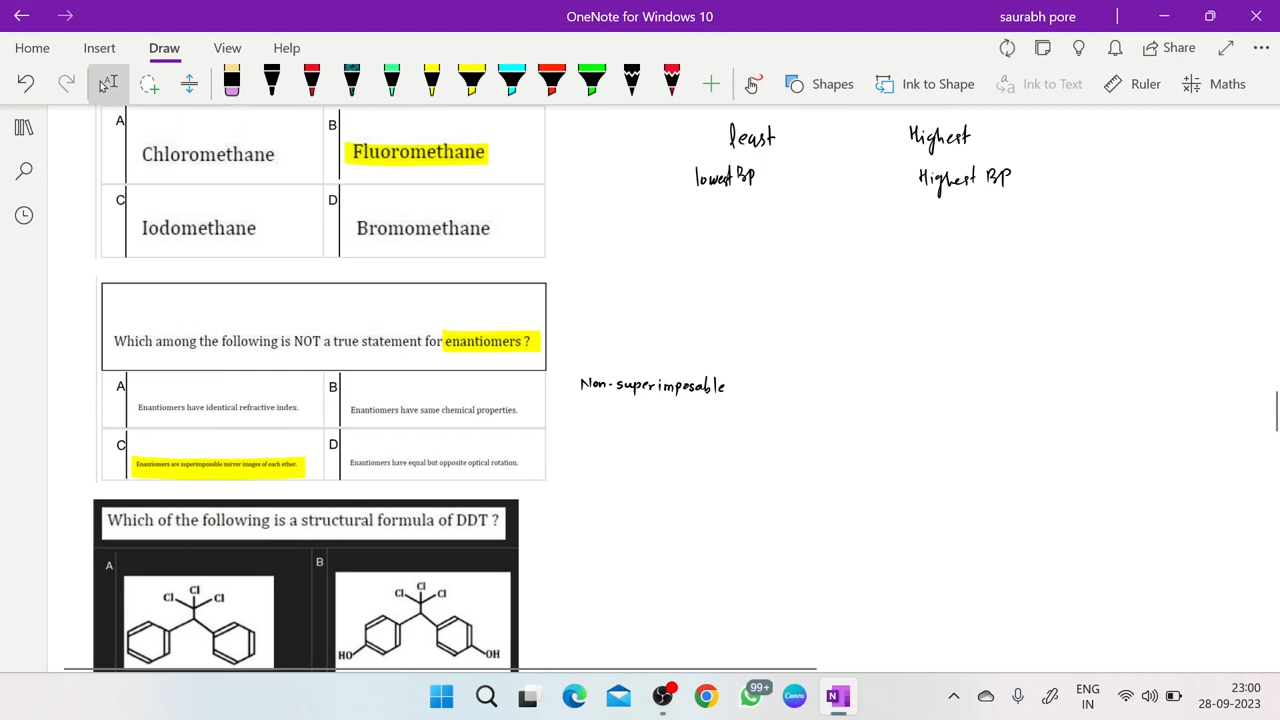 OneNote for Windows 10
saurabh pore
Home Insert Draw View Help
Share
Shapes
Ink to Shape
Ink to Text
Ruler
Maths
A
Chloromethane
B
Fluoromethane
C
Iodomethane
D
Bromomethane
least Highest
lowest BP Highest BP
Which among the following is NOT a true statement for enantiomers ?
A
Enantiomers have identical refractive index.
B
Enantiomers have same chemical properties.
C
Enantiomers are superimposable mirror images of each other.
D
Enantiomers have equal but opposite optical rotation.
Non-superimposable
Which of the following is a structural formula of DDT ?
A
Cl
Cl Cl
B
Cl
Cl Cl
HO OH
99+
ENG
IN
23:00
28-09-2023